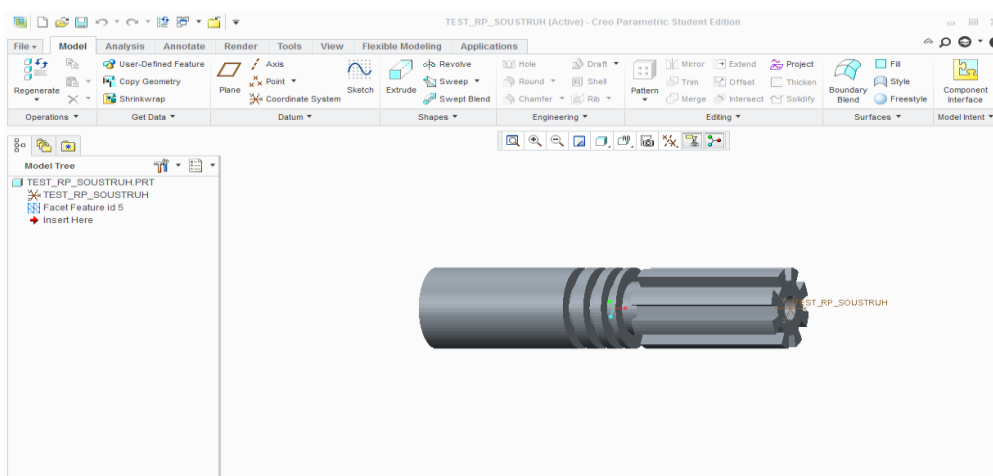 TEST_RP_SOUSTRUH (Active) - Creo Parametric Student Edition
File Model Analysis Annotate Render Tools View Flexible Modeling Applications
Regenerate
Operations
User-Defined Feature
Copy Geometry
Shrinkwrap
Get Data
Plane
Axis
Point
Coordinate System
Sketch
Datum
Extrude
Revolve
Sweep
Swept Blend
Shapes
Hole Draft
Round Shell
Chamfer Rib
Engineering
Pattern
Mirror Extend Project
Trim Offset Thicken
Merge Intersect Solidify
Editing
Boundary
Blend
Fill
Style
Freestyle
Surfaces
Component
Interface
Model Intent
Model Tree
TEST_RP_SOUSTRUH.PRT
TEST_RP_SOUSTRUH
Facet Feature id 5
Insert Here
TEST_RP_SOUSTRUH